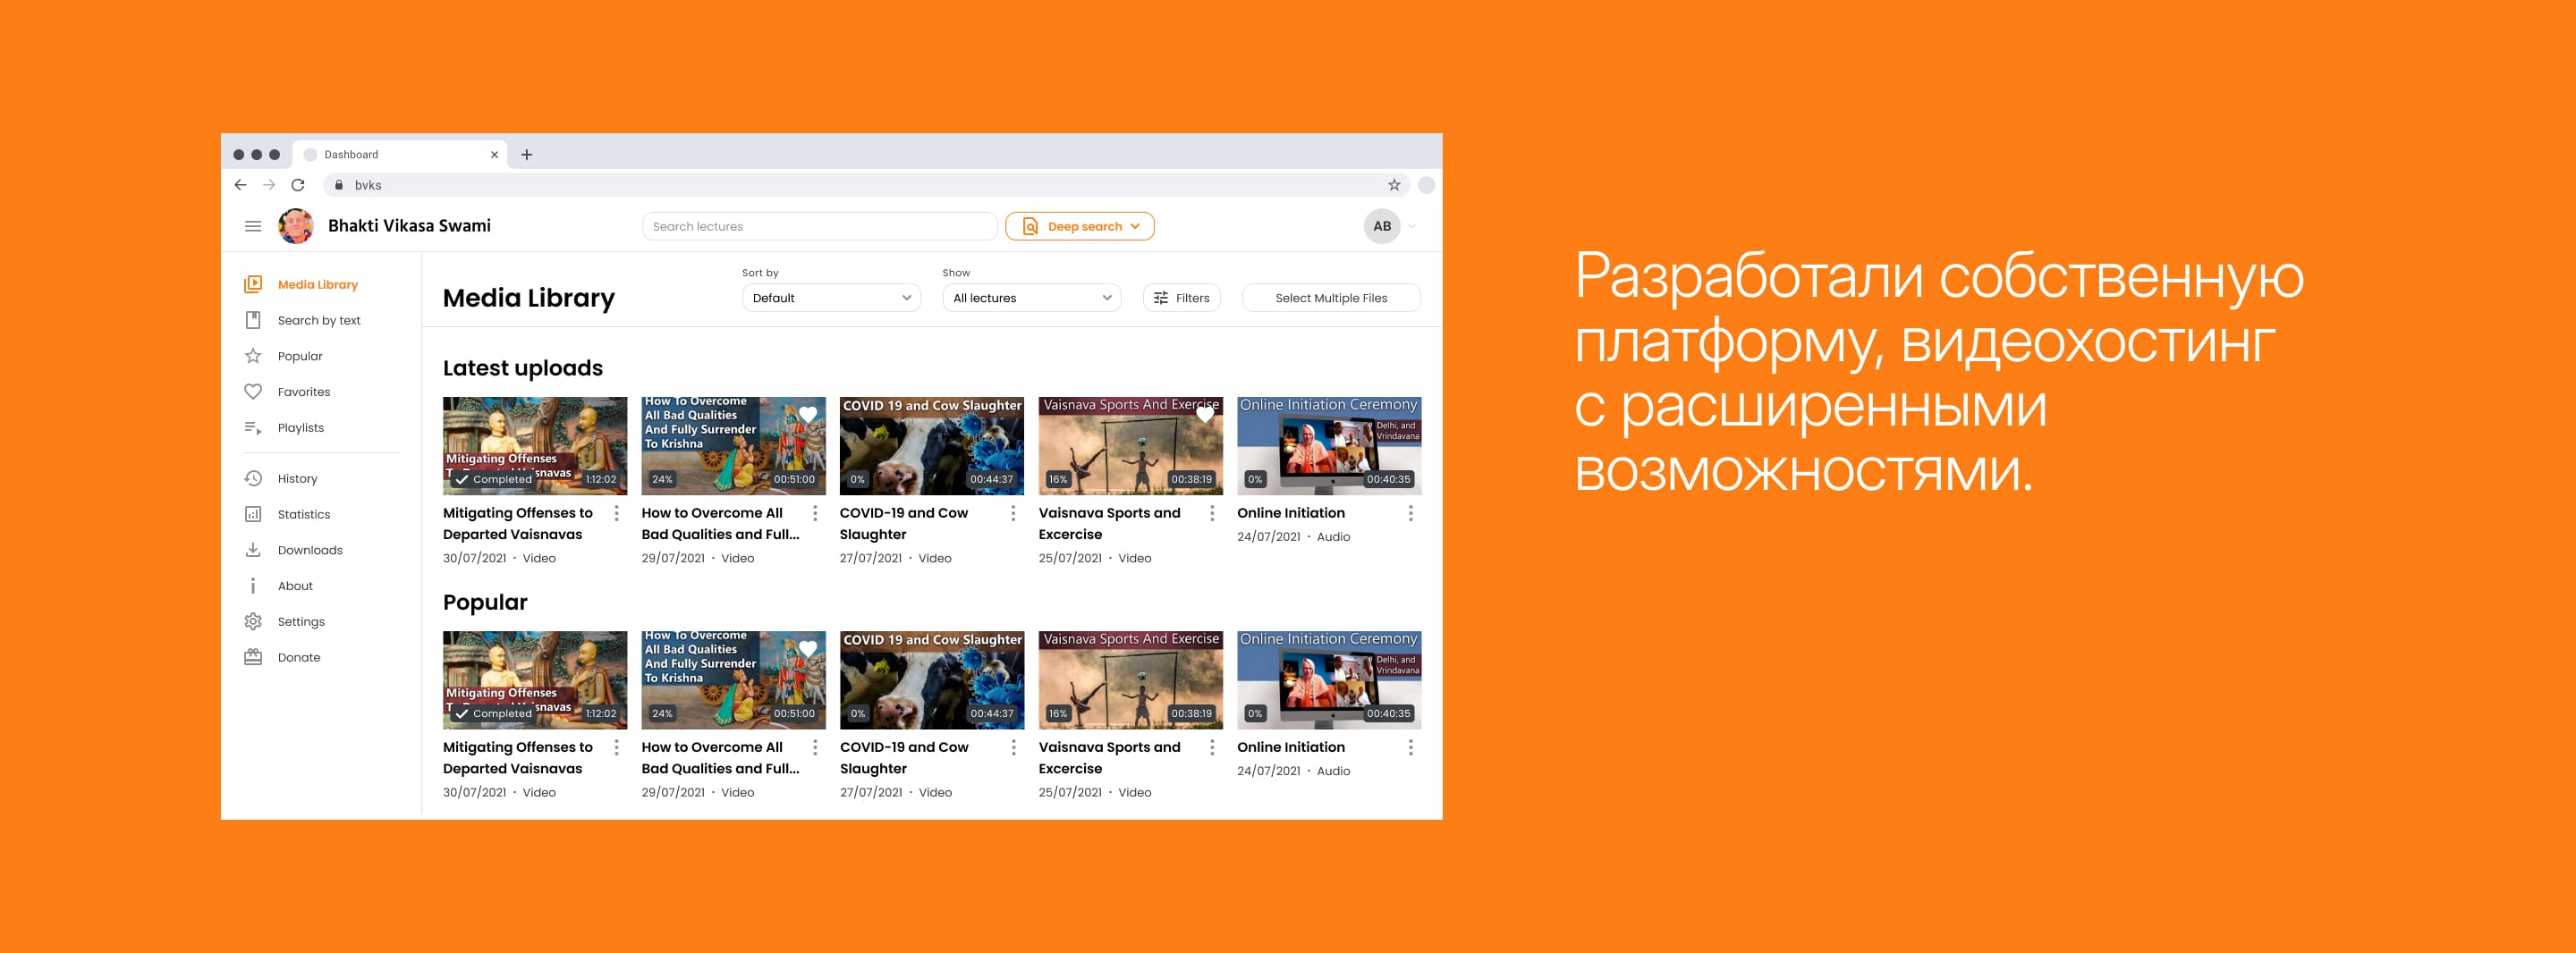 Dashboard
bvks
Bhakti Vikasa Swami
Search lectures
Deep search
AB
Media Library
Search by text
Popular
Favorites
Playlists
History
Statistics
Downloads
About
Settings
Donate
Media Library
Sort by
Default
Show
All lectures
Filters
Select Multiple Files
Latest uploads
Mitigating Offenses
Completed
1:12:02
Mitigating Offenses to
Departed Vaisnavas
30/07/2021 · Video
How To Overcome
All Bad Qualities
And Fully Surrender
To Krishna
24%
00:51:00
How to Overcome All
Bad Qualities and Full...
29/07/2021 · Video
COVID 19 and Cow Slaughter
0%
00:44:37
COVID-19 and Cow
Slaughter
27/07/2021 · Video
Vaisnava Sports And Exercise
16%
00:38:19
Vaisnava Sports and
Excercise
25/07/2021 · Video
Online Initiation Ceremony
Delhi, and
Vrindavana
0%
00:40:35
Online Initiation
24/07/2021 · Audio
Popular
Mitigating Offenses
Completed
1:12:02
Mitigating Offenses to
Departed Vaisnavas
30/07/2021 · Video
How To Overcome
All Bad Qualities
And Fully Surrender
To Krishna
24%
00:51:00
How to Overcome All
Bad Qualities and Full...
29/07/2021 · Video
COVID 19 and Cow Slaughter
0%
00:44:37
COVID-19 and Cow
Slaughter
27/07/2021 · Video
Vaisnava Sports And Exercise
16%
00:38:19
Vaisnava Sports and
Excercise
25/07/2021 · Video
Online Initiation Ceremony
Delhi, and
Vrindavana
0%
00:40:35
Online Initiation
24/07/2021 · Audio
Разработали собственную
платформу, видеохостинг
с расширенными
возможностями.